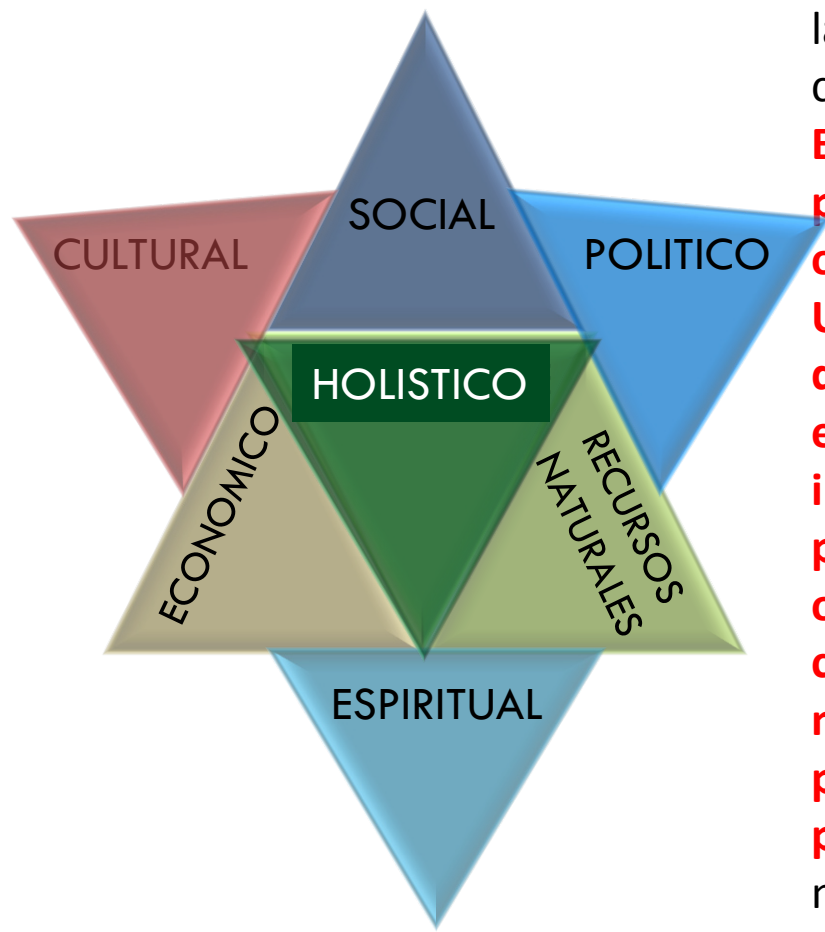 SOCIAL
CULTURAL
POLITICO
HOLISTICO
ECONOMICO
RECURSOS
NATURALES
ESPIRITUAL